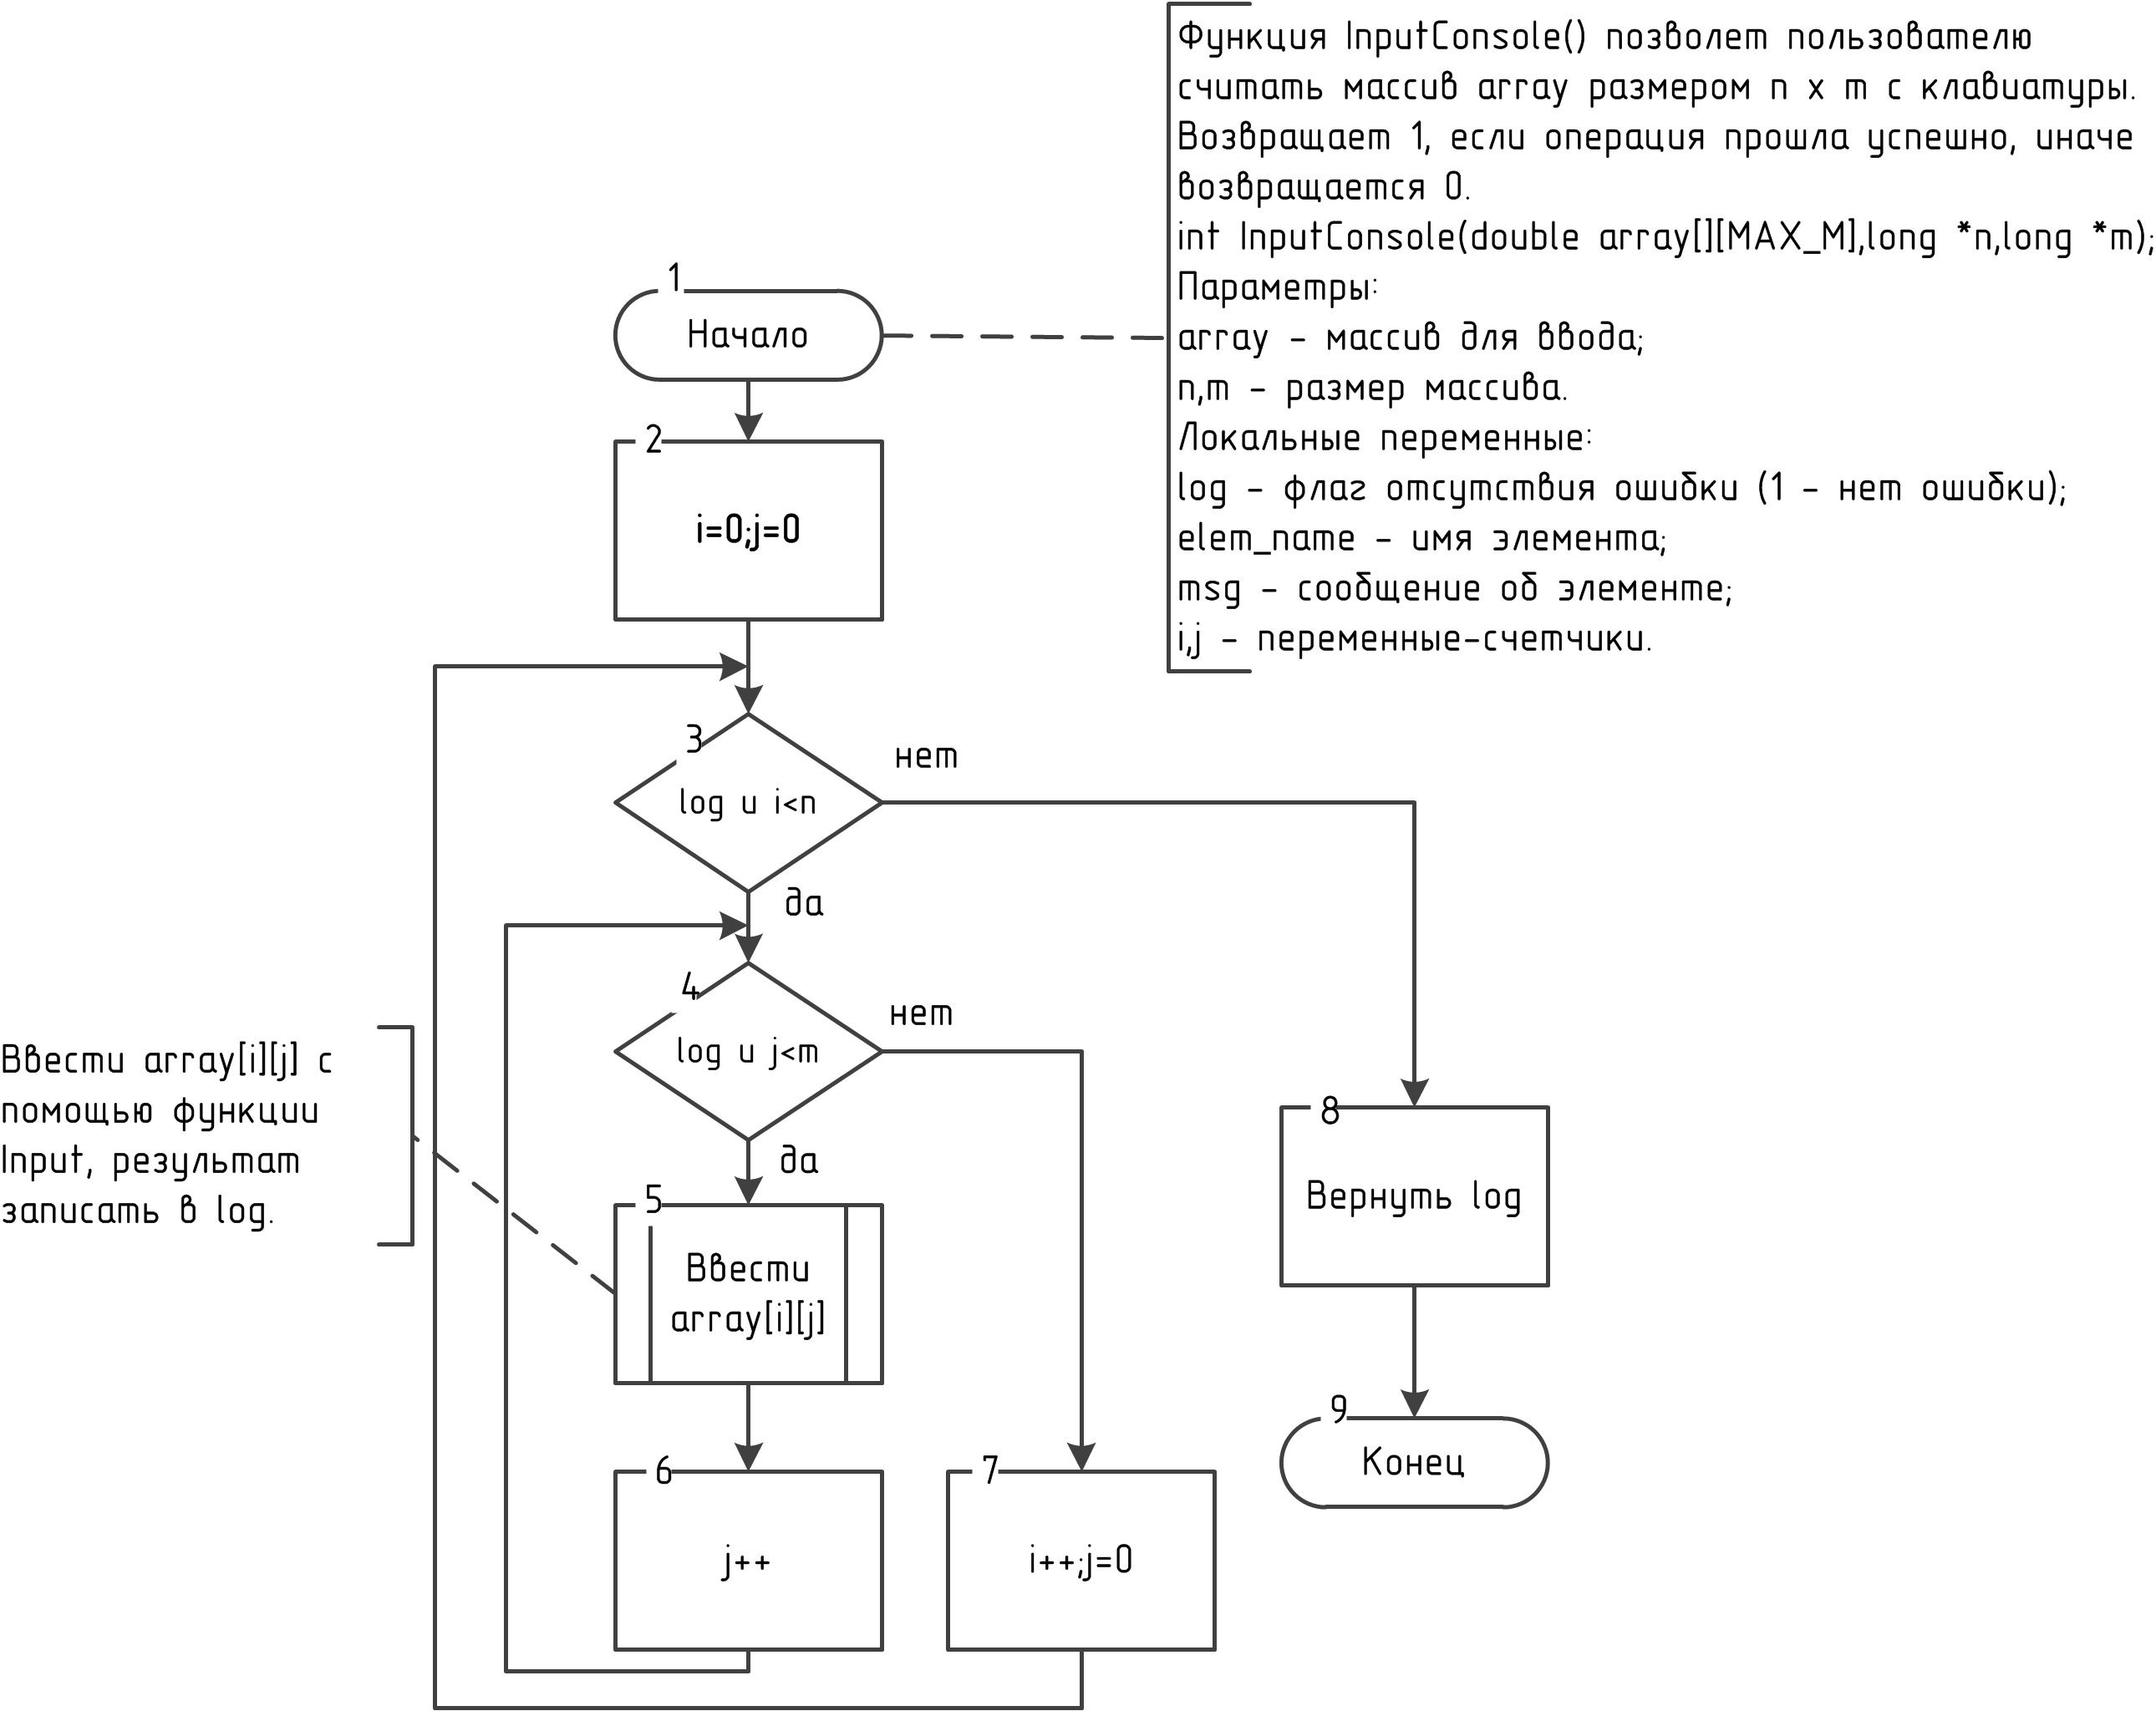 Функция InputConsole() позволет пользователю
считать массив array размером n x m с клавиатуры.
Возвращает 1, если операция прошла успешно, иначе
возвращается 0.
int InputConsole(double array[][MAX_M],long *n,long *m);
Параметры:
array - массив для ввода;
n,m - размер массива.
Локальные переменные:
log - флаг отсутствия ошибки (1 - нет ошибки);
elem_name - имя элемента;
msg - сообщение об элементе;
i,j - переменные-счетчики.
1
Начало
2
i=0;j=0
3
log и i<n
нет
да
4
log и j<m
нет
да
Ввести array[i][j] с
помощью функции
Input, результат
записать в log.
5
Ввести
array[i][j]
6
j++
7
i++;j=0
8
Вернуть log
9
Конец